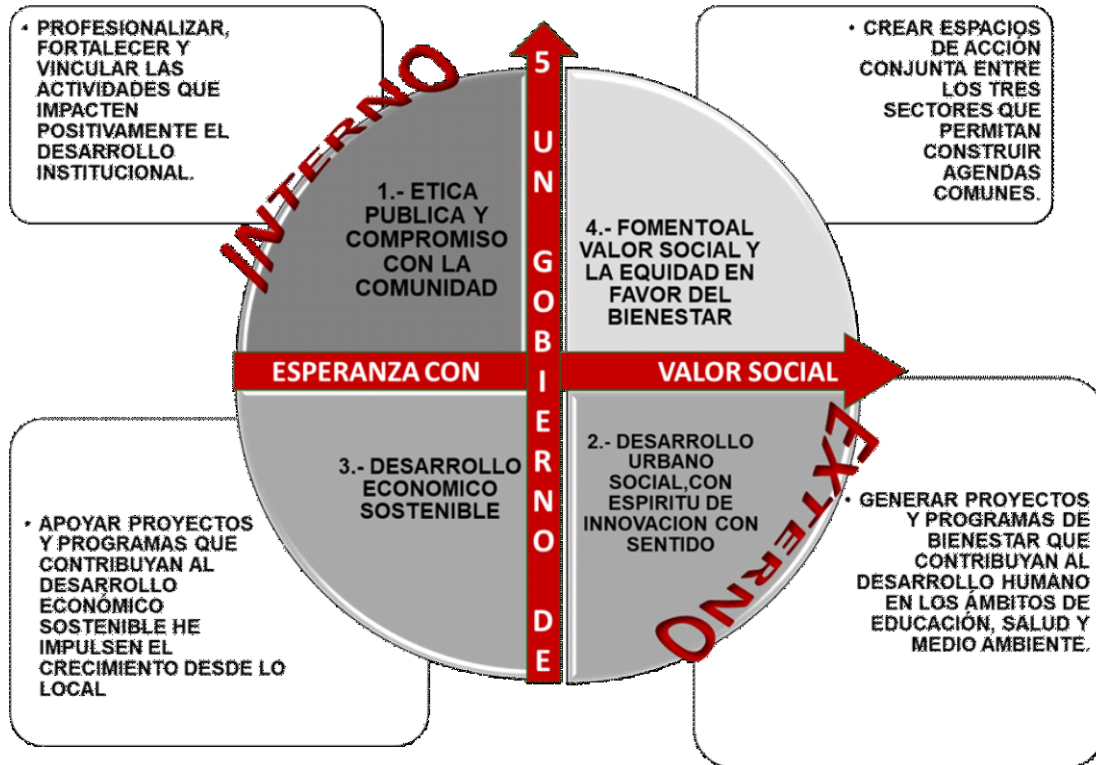 • PROFESIONALIZAR,
FORTALECER Y
VINCULAR LAS
ACTIVIDADES QUE
IMPACTEN
POSITIVAMENTE EL
DESARROLLO
INSTITUCIONAL.
• CREAR ESPACIOS
DE ACCIÓN
CONJUNTA ENTRE
LOS TRES
SECTORES QUE
PERMITAN
CONSTRUIR
AGENDAS
COMUNES.
INTERNO
1.- ETICA
PUBLICA Y
COMPROMISO
CON LA
COMUNIDAD
4.- FOMENTOAL
VALOR SOCIAL Y
LA EQUIDAD EN
FAVOR DEL
BIENESTAR
5 UN GOBIERNO DE
ESPERANZA CON VALOR SOCIAL
3.- DESARROLLO
ECONOMICO
SOSTENIBLE
2.- DESARROLLO
URBANO
SOCIAL,CON
ESPIRITU DE
INNOVACION CON
SENTIDO
EXTERNO
• APOYAR PROYECTOS
Y PROGRAMAS QUE
CONTRIBUYAN AL
DESARROLLO
ECONÓMICO
SOSTENIBLE HE
IMPULSEN EL
CRECIMIENTO DESDE LO
LOCAL
• GENERAR PROYECTOS
Y PROGRAMAS DE
BIENESTAR QUE
CONTRIBUYAN AL
DESARROLLO HUMANO
EN LOS ÁMBITOS DE
EDUCACIÓN, SALUD Y
MEDIO AMBIENTE.